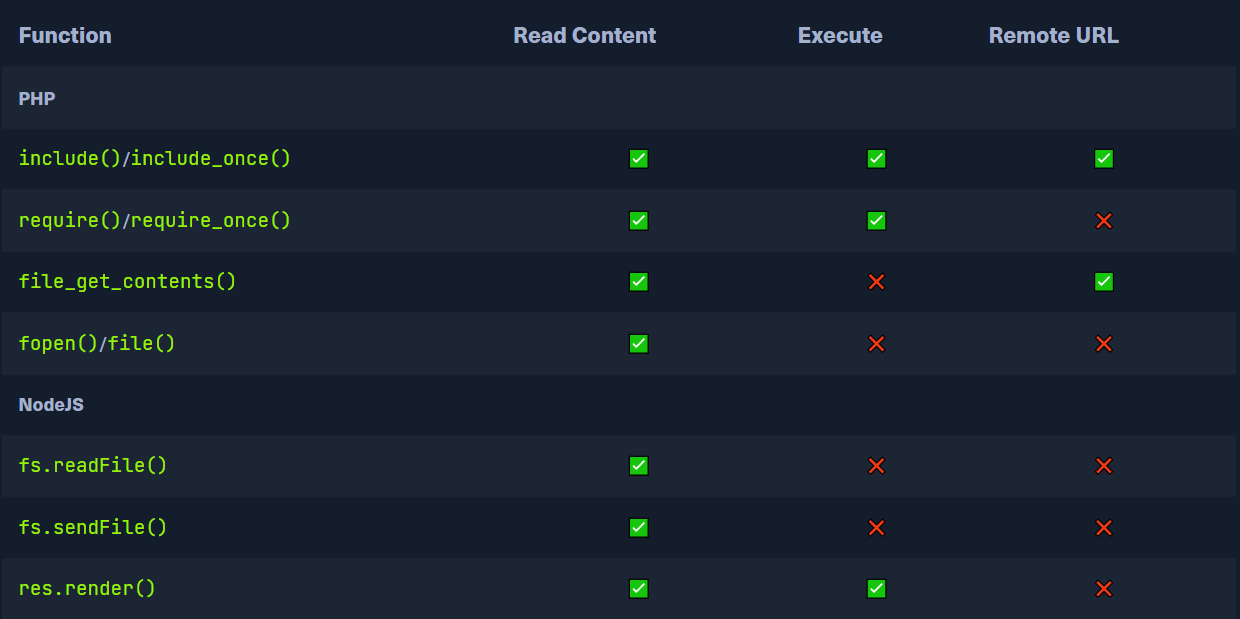 Function Read Content Execute Remote URL
PHP
include()/include_once() ✅ ✅ ✅
require()/require_once() ✅ ✅ ❌
file_get_contents() ✅ ❌ ✅
fopen()/file() ✅ ❌ ❌
NodeJS
fs.readFile() ✅ ❌ ❌
fs.sendFile() ✅ ❌ ❌
res.render() ✅ ✅ ❌